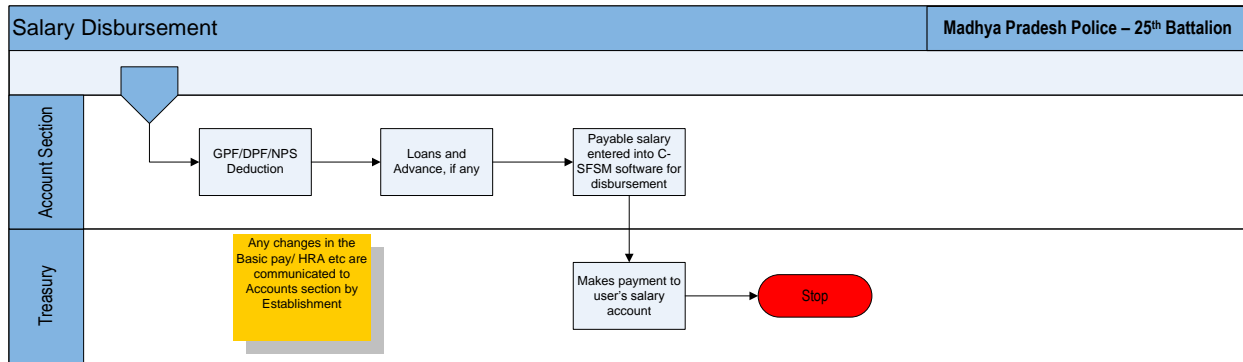 Salary Disbursement
Madhya Pradesh Police – 25th Battalion
Account Section
GPF/DPF/NPS
Deduction
Loans and
Advance, if any
Payable salary
entered into C-
SFSM software for
disbursement
Treasury
Any changes in the
Basic pay/ HRA etc are
communicated to
Accounts section by
Establishment
Makes payment to
user's salary
account
Stop